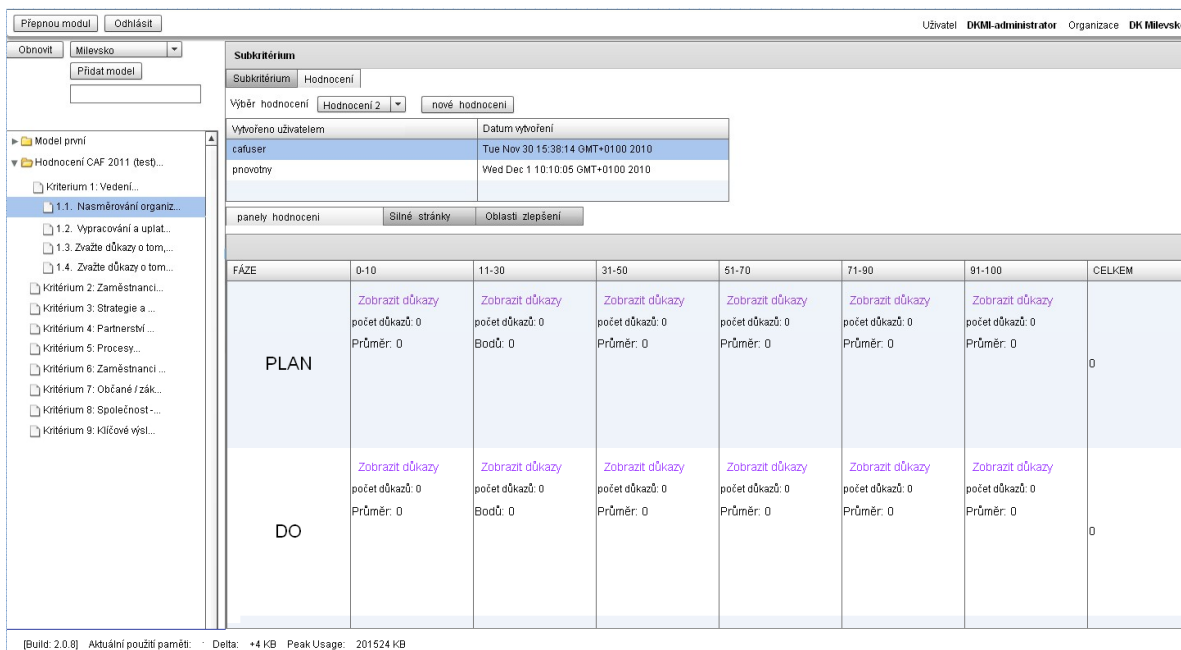 Přepnou modul Odhlásit Uživatel DKMI-administrator Organizace DK Milevsk
Obnovit Milevsko
Přidat model
Model první
Hodnocení CAF 2011 (test)...
Kriterium 1: Vedení...
1.1. Nasměrování organiz...
1.2. Vypracování a uplat...
1.3. Zvažte důkazy o tom,...
1.4. Zvažte důkazy o tom...
Kritérium 2: Zaměstnanci...
Kritérium 3: Strategie a ...
Kritérium 4: Partnerství ...
Kritérium 5: Procesy...
Kritérium 6: Zaměstnanci ...
Kritérium 7: Občané / zák...
Kritérium 8: Společnost -...
Kritérium 9: Klíčové výsl...
Subkritérium
Subkritérium Hodnocení
Výběr hodnocení Hodnocení 2 nové hodnoceni
Vytvořeno uživatelem Datum vytvoření
cafuser Tue Nov 30 15:38:14 GMT+0100 2010
pnovotny Wed Dec 1 10:10:05 GMT+0100 2010
panely hodnoceni Silné stránky Oblasti zlepšení
FÁZE 0-10 11-30 31-50 51-70 71-90 91-100 CELKEM
Zobrazit důkazy Zobrazit důkazy Zobrazit důkazy Zobrazit důkazy Zobrazit důkazy Zobrazit důkazy
počet důkazů: 0 počet důkazů: 0 počet důkazů: 0 počet důkazů: 0 počet důkazů: 0 počet důkazů: 0
Průměr: 0 Bodů: 0 Průměr: 0 Průměr: 0 Průměr: 0 Průměr: 0
PLAN 0
Zobrazit důkazy Zobrazit důkazy Zobrazit důkazy Zobrazit důkazy Zobrazit důkazy Zobrazit důkazy
počet důkazů: 0 počet důkazů: 0 počet důkazů: 0 počet důkazů: 0 počet důkazů: 0 počet důkazů: 0
Průměr: 0 Bodů: 0 Průměr: 0 Průměr: 0 Průměr: 0 Průměr: 0
DO 0
[Build: 2.0.8] Aktuální použití paměti: Delta: +4 KB Peak Usage: 201524 KB